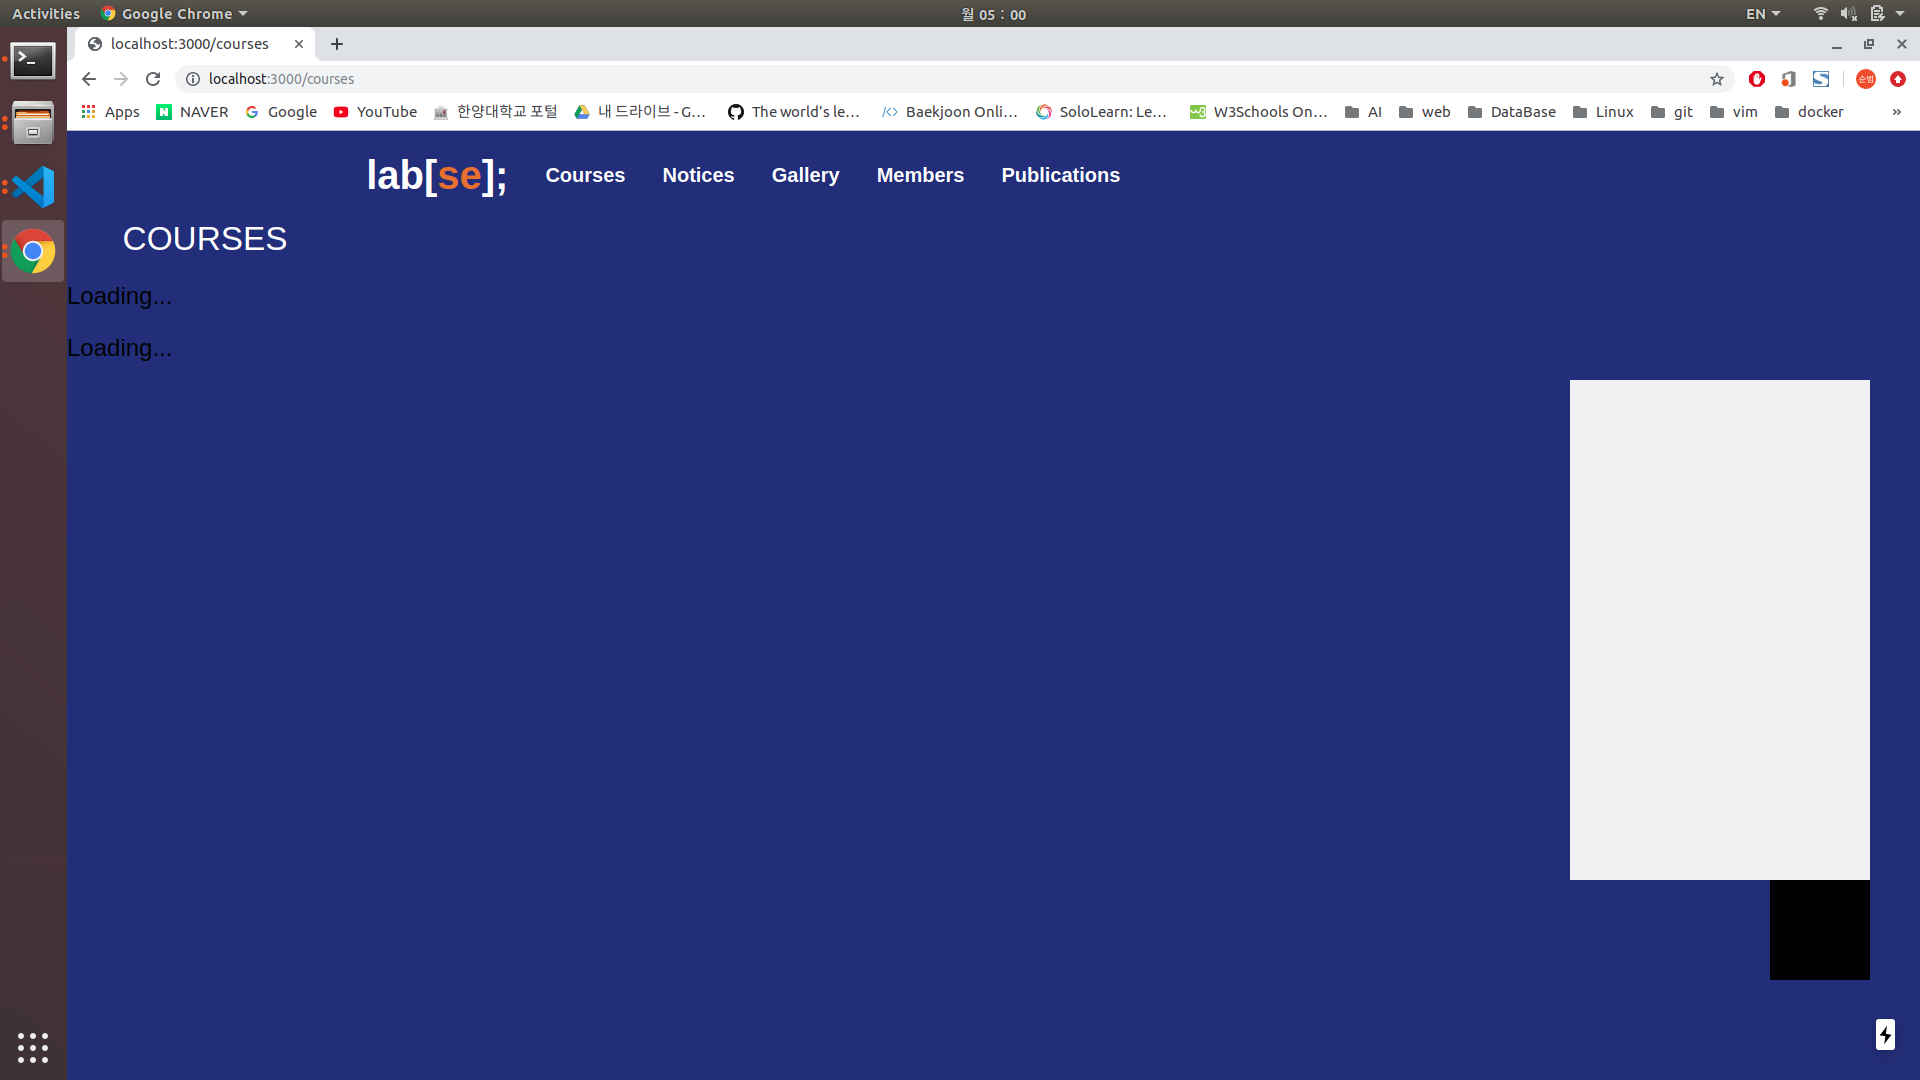 Activities Google Chrome 월 05 : 00 EN
localhost:3000/courses
localhost:3000/courses
Apps NAVER Google YouTube 한양대학교 포털 내 드라이브 - G... The world's le... Baekjoon Onli... SoloLearn: Le... W3Schools On... AI web DataBase Linux git vim docker »
lab[se]; Courses Notices Gallery Members Publications
COURSES
Loading...
Loading...